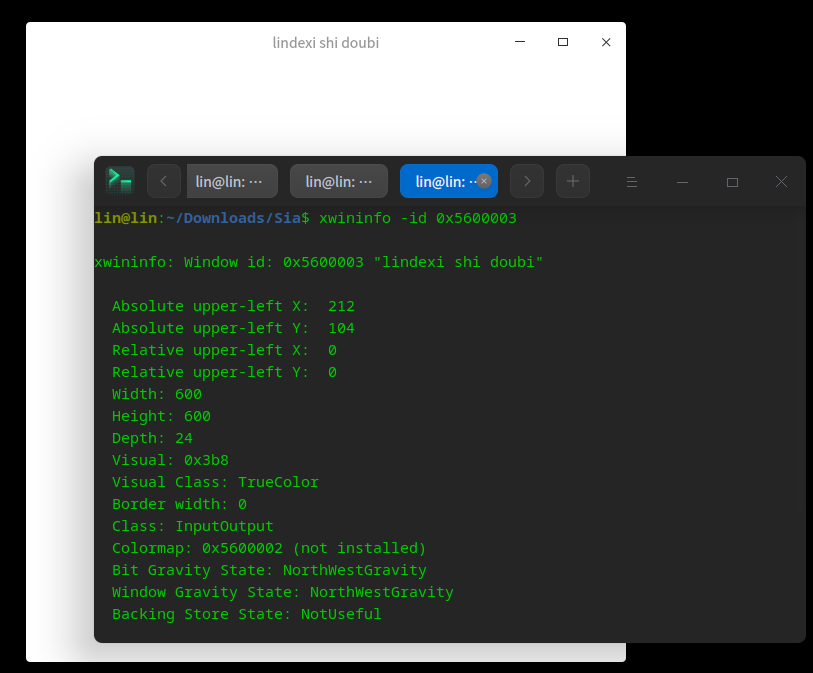 lindexi shi doubi
lin@lin: ··· lin@lin: ··· lin@lin: ··
lin@lin:~/Downloads/Sia$ xwininfo -id 0x5600003
xwininfo: Window id: 0x5600003 "lindexi shi doubi"
Absolute upper-left X:  212
Absolute upper-left Y:  104
Relative upper-left X:  0
Relative upper-left Y:  0
Width: 600
Height: 600
Depth: 24
Visual: 0x3b8
Visual Class: TrueColor
Border width: 0
Class: InputOutput
Colormap: 0x5600002 (not installed)
Bit Gravity State: NorthWestGravity
Window Gravity State: NorthWestGravity
Backing Store State: NotUseful